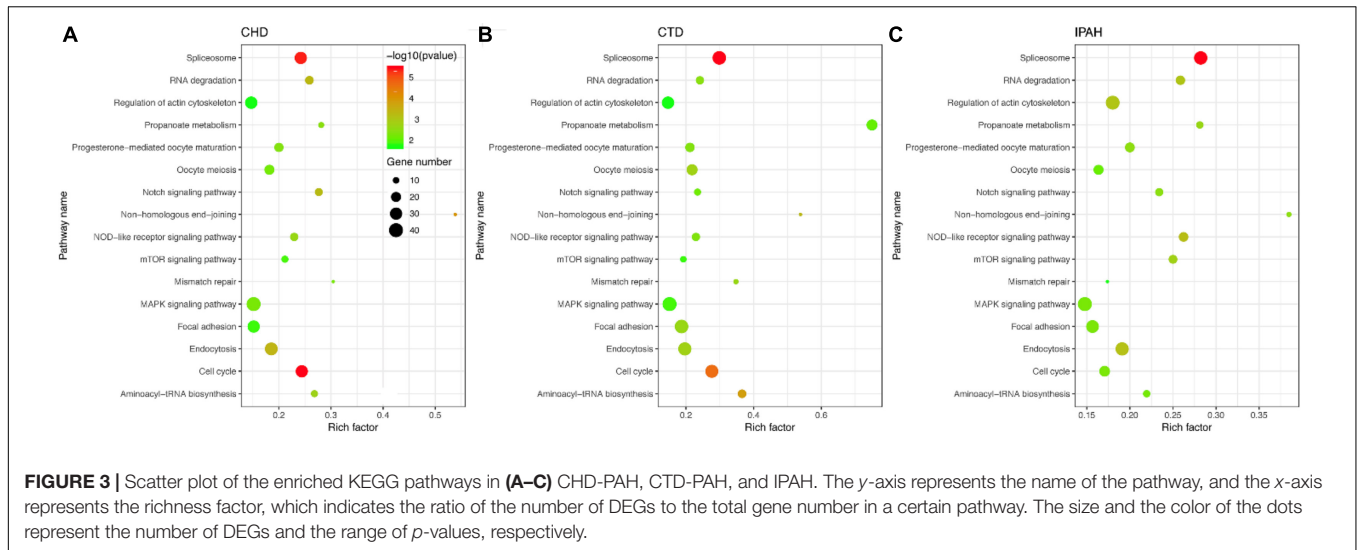 A
CHD
Spliceosome
RNA degradation
Regulation of actin cytoskeleton
Propanoate metabolism
Progesterone−mediated oocyte maturation
Oocyte meiosis
Notch signaling pathway
Non−homologous end−joining
NOD−like receptor signaling pathway
mTOR signaling pathway
Mismatch repair
MAPK signaling pathway
Focal adhesion
Endocytosis
Cell cycle
Aminoacyl−tRNA biosynthesis
Pathway name
0.2 0.3 0.4 0.5
Rich factor
−log10(pvalue)
5
4
3
2
Gene number
10
20
30
40
B
CTD
Spliceosome
RNA degradation
Regulation of actin cytoskeleton
Propanoate metabolism
Progesterone−mediated oocyte maturation
Oocyte meiosis
Notch signaling pathway
Non−homologous end−joining
NOD−like receptor signaling pathway
mTOR signaling pathway
Mismatch repair
MAPK signaling pathway
Focal adhesion
Endocytosis
Cell cycle
Aminoacyl−tRNA biosynthesis
Pathway name
0.2 0.4 0.6
Rich factor
C
IPAH
Spliceosome
RNA degradation
Regulation of actin cytoskeleton
Propanoate metabolism
Progesterone−mediated oocyte maturation
Oocyte meiosis
Notch signaling pathway
Non−homologous end−joining
NOD−like receptor signaling pathway
mTOR signaling pathway
Mismatch repair
MAPK signaling pathway
Focal adhesion
Endocytosis
Cell cycle
Aminoacyl−tRNA biosynthesis
Pathway name
0.15 0.20 0.25 0.30 0.35
Rich factor
FIGURE 3 | Scatter plot of the enriched KEGG pathways in (A–C) CHD-PAH, CTD-PAH, and IPAH. The y-axis represents the name of the pathway, and the x-axis
represents the richness factor, which indicates the ratio of the number of DEGs to the total gene number in a certain pathway. The size and the color of the dots
represent the number of DEGs and the range of p-values, respectively.